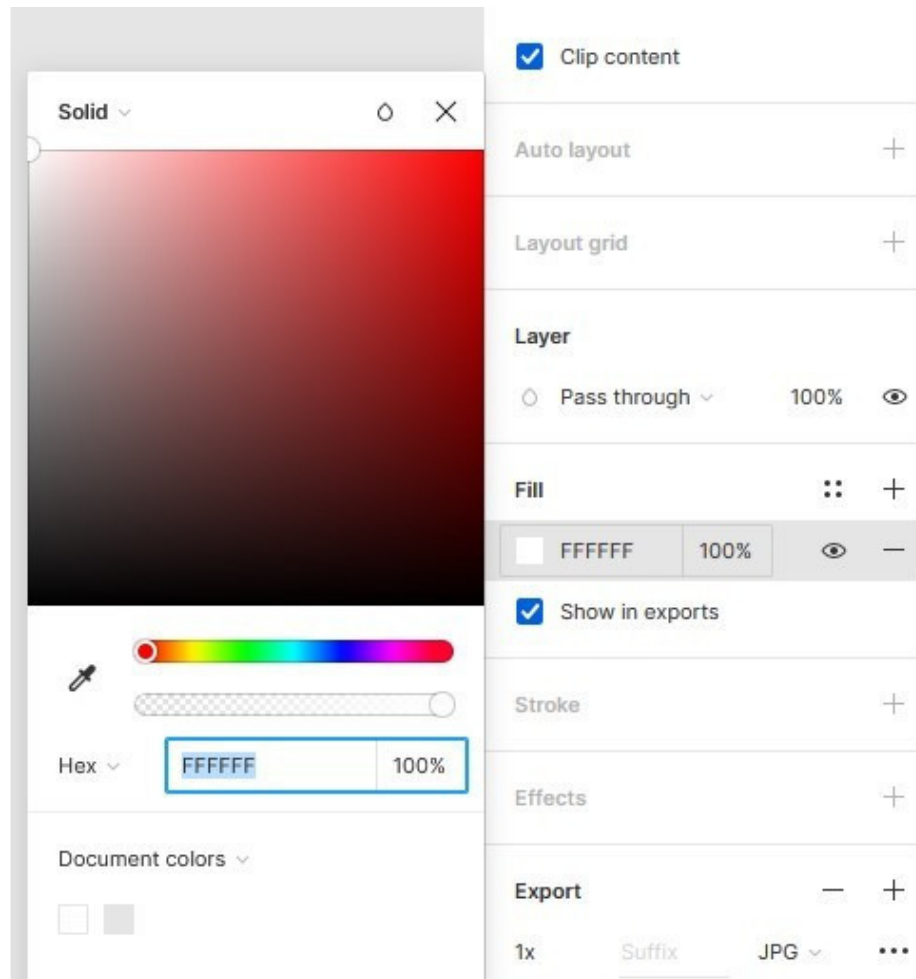 Solid
Hex
FFFFFF
100%
Document colors
Clip content
Auto layout
Layout grid
Layer
Pass through
100%
Fill
FFFFFF
100%
Show in exports
Stroke
Effects
Export
1x
Suffix
JPG